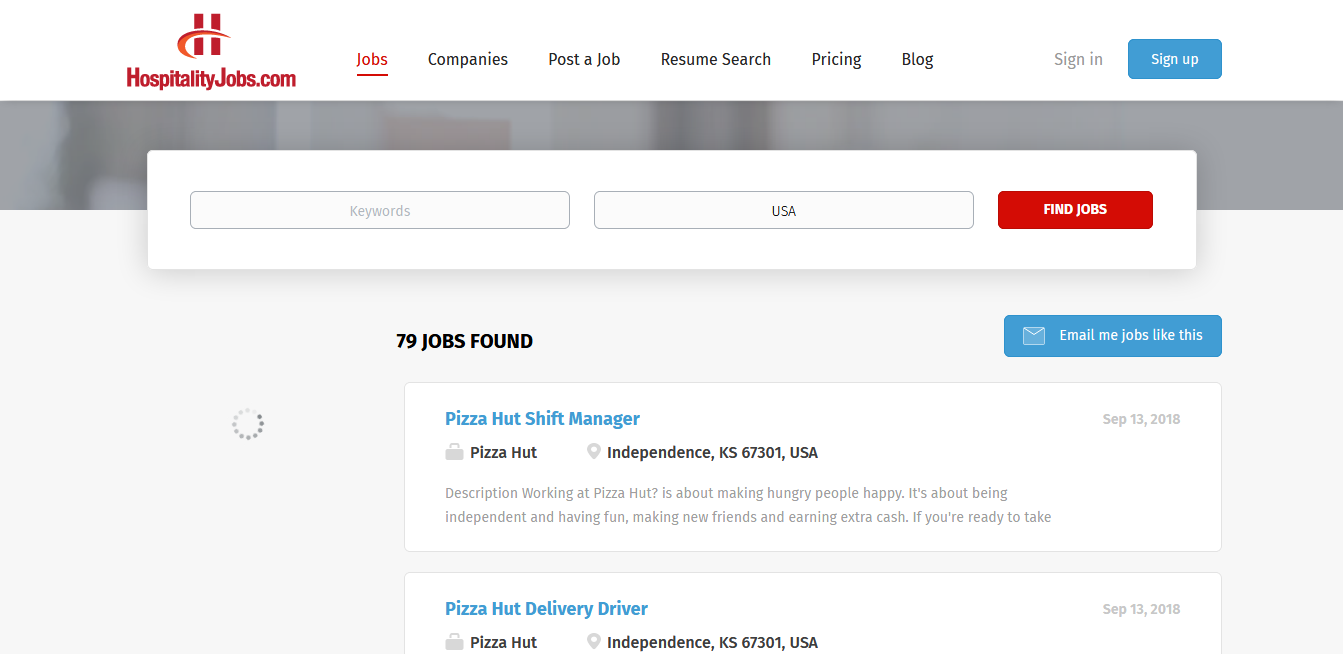 HospitalityJobs.com
Jobs Companies Post a Job Resume Search Pricing Blog Sign in Sign up
Keywords USA FIND JOBS
79 JOBS FOUND Email me jobs like this
Pizza Hut Shift Manager Sep 13, 2018
Pizza Hut Independence, KS 67301, USA
Description Working at Pizza Hut? is about making hungry people happy. It's about being
independent and having fun, making new friends and earning extra cash. If you're ready to take
Pizza Hut Delivery Driver Sep 13, 2018
Pizza Hut Independence, KS 67301, USA